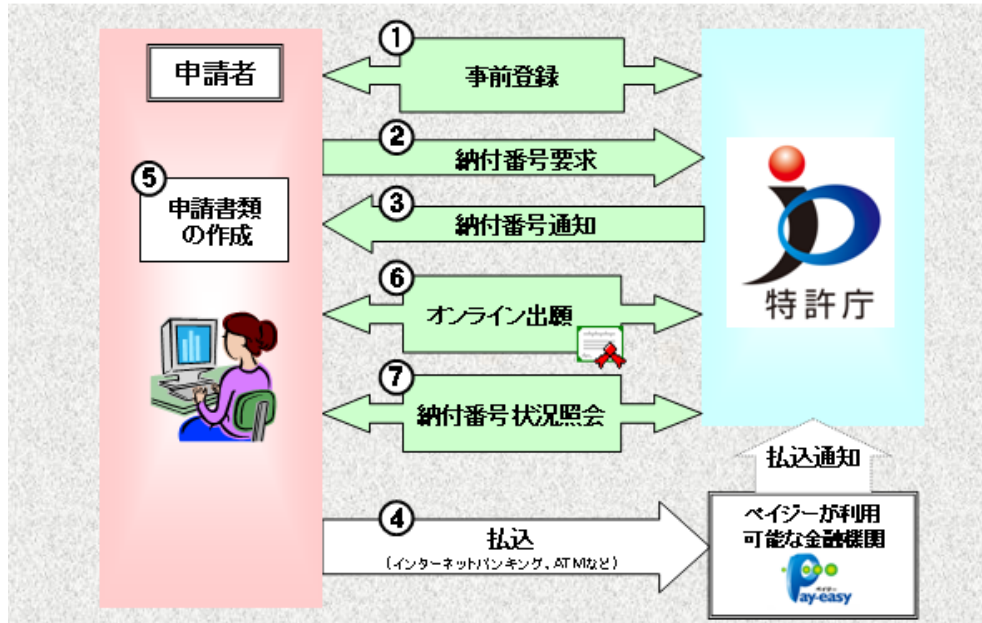 申請者
①
事前登録
②
納付番号要求
③
納付番号通知
④
払込
(インターネットバンキング、ATMなど)
ペイジーが利用
可能な金融機関
ペイジー
Pay-easy
払込通知
⑤
申請書類
の作成
⑥
オンライン出願
⑦
納付番号状況照会
特許庁